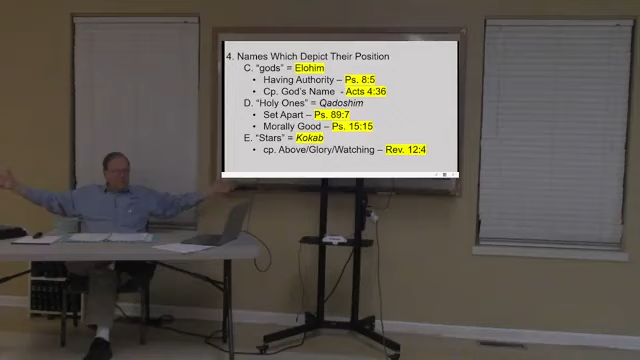 4. Names Which Depict Their Position
C. “gods” = Elohim
• Having Authority – Ps. 8:5
• Cp. God’s Name - Acts 4:36
D. “Holy Ones” = Qadoshim
• Set Apart – Ps. 89:7
• Morally Good – Ps. 15:15
E. “Stars” = Kokab
• cp. Above/Glory/Watching – Rev. 12:4